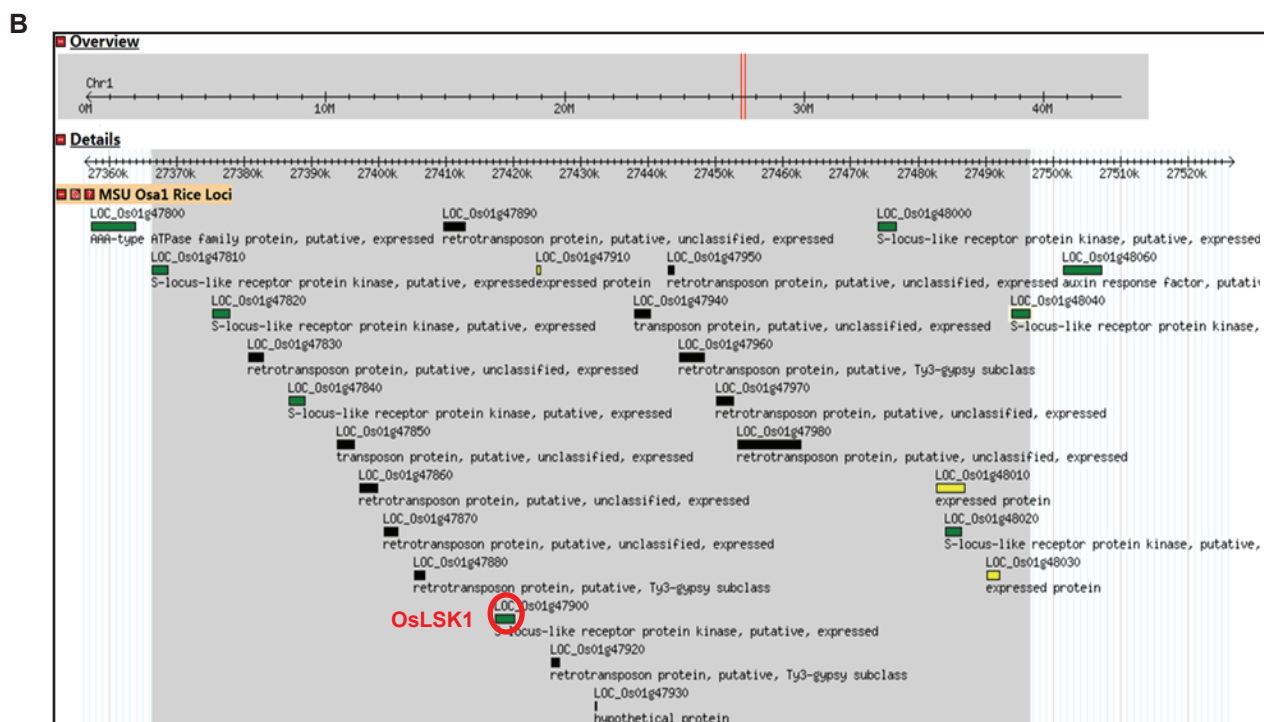 B
Overview
Chr1
0M 10M 20M 30M 40M
Details
27360k 27370k 27380k 27390k 27400k 27410k 27420k 27430k 27440k 27450k 27460k 27470k 27480k 27490k 27500k 27510k 27520k
MSU Osa1 Rice Loci
LOC_Os01g47800 LOC_Os01g47890 LOC_Os01g48000
AAA-type ATPase family protein, putative, expressed retrotransposon protein, putative, unclassified, expressed S-locus-like receptor protein kinase, putative, expressed
LOC_Os01g47810 LOC_Os01g47910 LOC_Os01g47950 LOC_Os01g48060
S-locus-like receptor protein kinase, putative, expressed expressed protein retrotransposon protein, putative, unclassified, expressed auxin response factor, putati
LOC_Os01g47820 LOC_Os01g47940 LOC_Os01g48040
S-locus-like receptor protein kinase, putative, expressed transposon protein, putative, unclassified, expressed S-locus-like receptor protein kinase,
LOC_Os01g47830 LOC_Os01g47960
retrotransposon protein, putative, unclassified, expressed retrotransposon protein, putative, Ty3-gypsy subclass
LOC_Os01g47840 LOC_Os01g47970
S-locus-like receptor protein kinase, putative, expressed retrotransposon protein, putative, unclassified, expressed
LOC_Os01g47850 LOC_Os01g47980
transposon protein, putative, unclassified, expressed retrotransposon protein, putative, unclassified, expressed
LOC_Os01g47860 LOC_Os01g48010
retrotransposon protein, putative, unclassified, expressed expressed protein
LOC_Os01g47870 LOC_Os01g48020
retrotransposon protein, putative, unclassified, expressed S-locus-like receptor protein kinase, putative,
LOC_Os01g47880 LOC_Os01g48030
retrotransposon protein, putative, Ty3-gypsy subclass expressed protein
LOC_Os01g47900
OsLSK1
S-locus-like receptor protein kinase, putative, expressed
LOC_Os01g47920
retrotransposon protein, putative, Ty3-gypsy subclass
LOC_Os01g47930
hypothetical protein